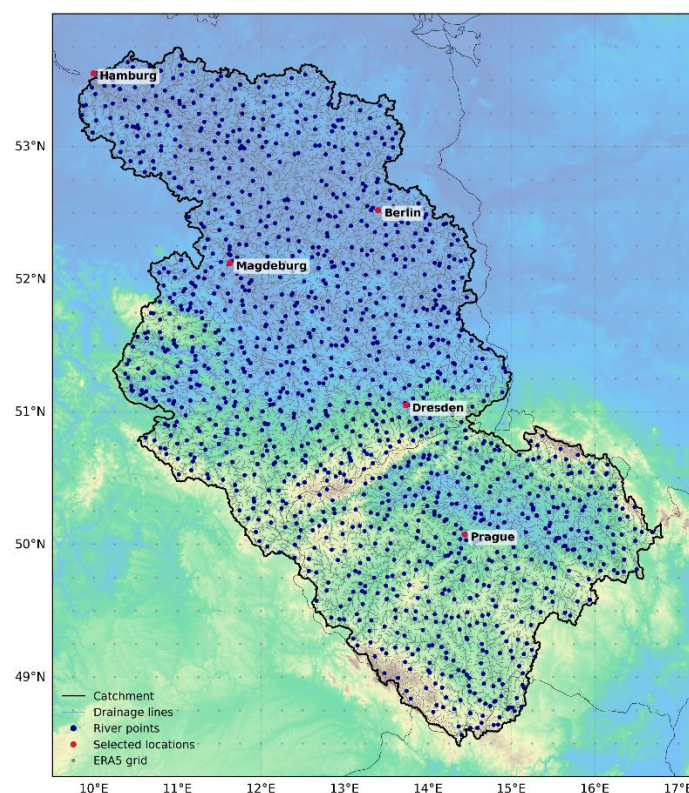 Hamburg
53°N
Berlin
Magdeburg
52°N
Dresden
51°N
Prague
50°N
49°N
Catchment
Drainage lines
River points
Selected locations
ERA5 grid
10°E 11°E 12°E 13°E 14°E 15°E 16°E 17°E